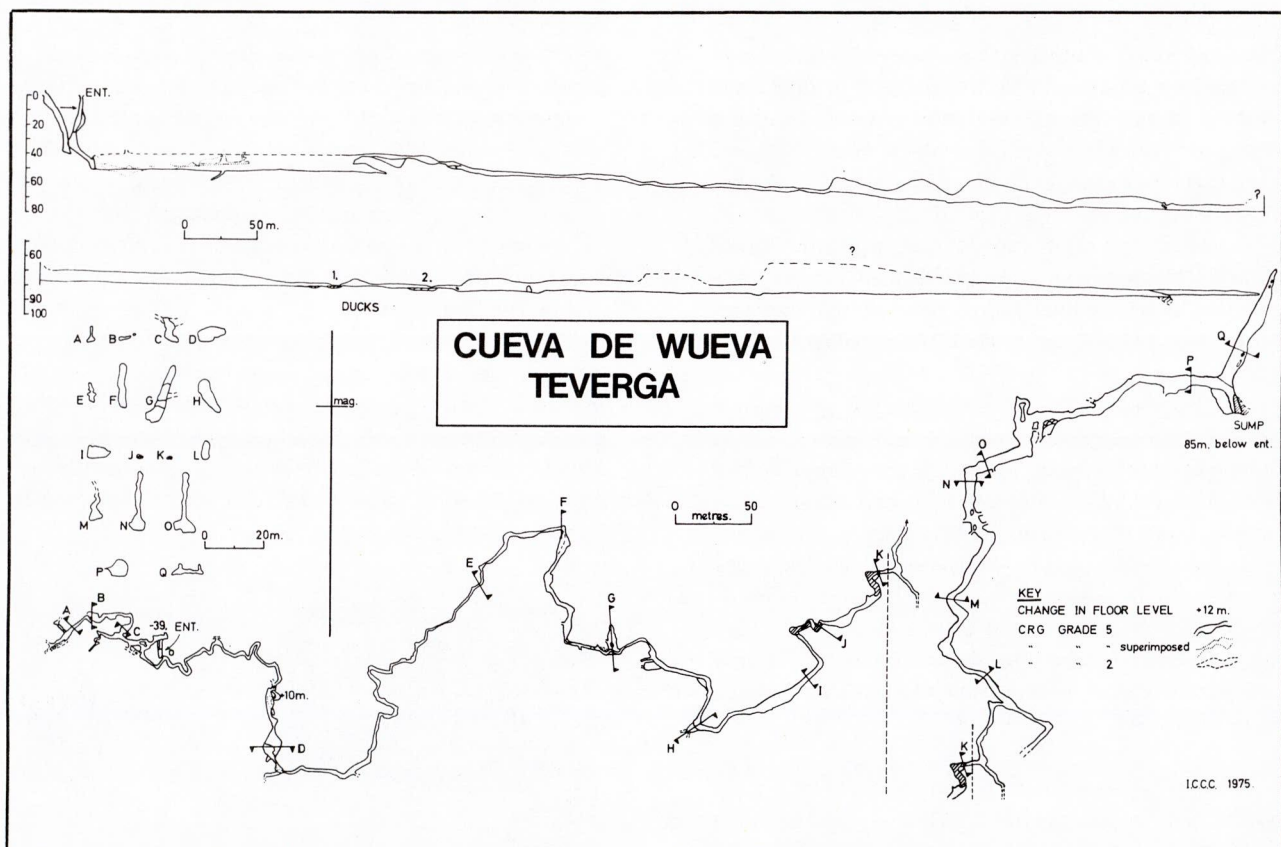 ENT.
0
20
40
60
80
0 50 m.
?
60
80
90
100
1. 2. ?
DUCKS
CUEVA DE WUEVA
TEVERGA
A B C D
E F G H
mag.
I J K L
M N O
0 20m.
P Q
A B C -39. ENT.
+10m.
D
E
F
G
H
I
J
K
0 50
metres.
K
L
M
N
O
P
Q
SUMP
85m. below ent.
KEY
CHANGE IN FLOOR LEVEL +12 m.
CRG GRADE 5
" " " superimposed
" " 2
I.C.C.C. 1975.